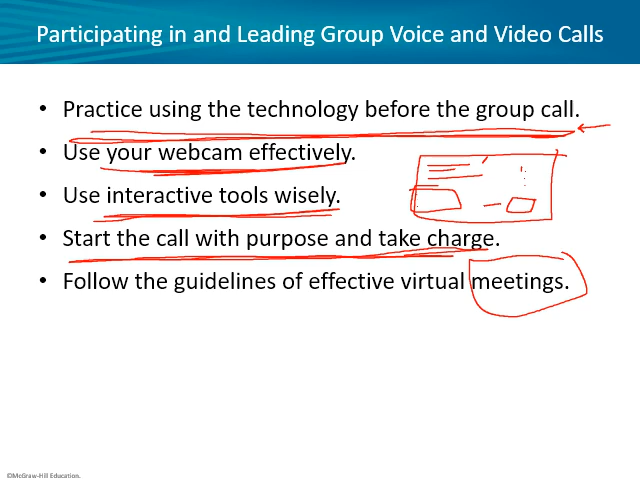 Participating in and Leading Group Voice and Video Calls
• Practice using the technology before the group call.
• Use your webcam effectively.
• Use interactive tools wisely.
• Start the call with purpose and take charge.
• Follow the guidelines of effective virtual meetings.
©McGraw-Hill Education.